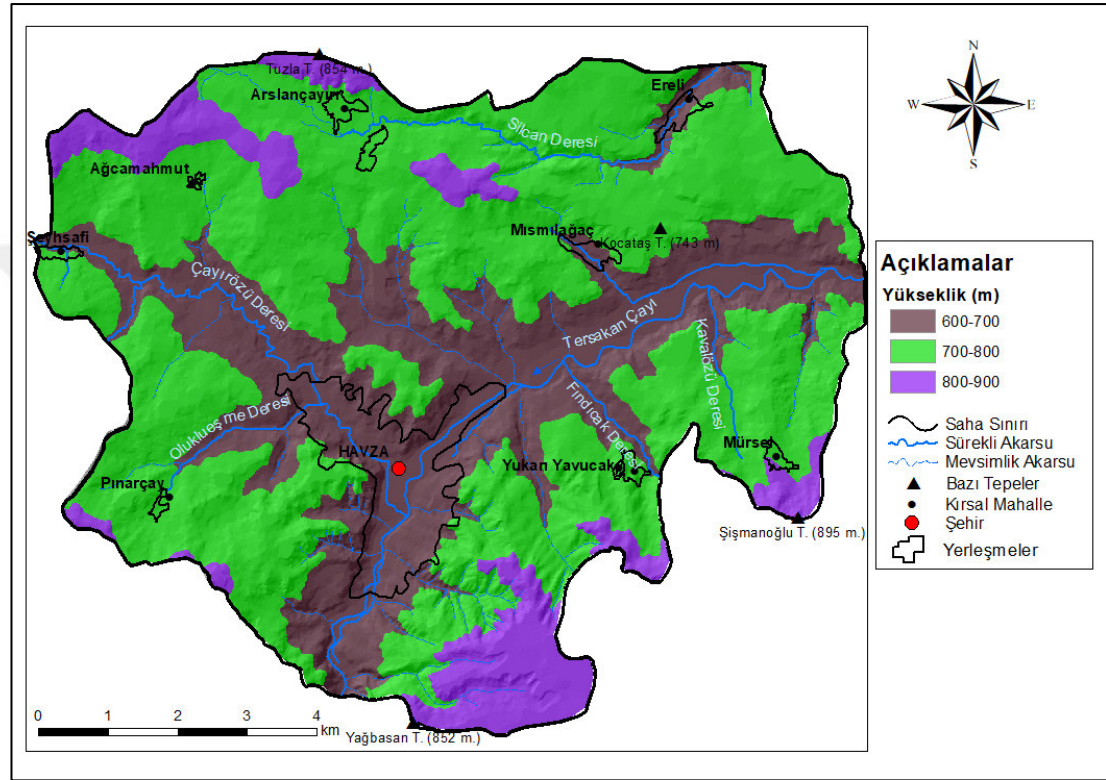 Tuzla T. (854 m.)
Arslançayırı
Ereli
Silcan Deresi
Ağcamahmut
Mısmılağaç
Kocataş T. (743 m)
Şeyhsafi
Çayırözü Deresi
Tersakan Çayı
Kavalözü Deresi
Fındıcak Deresi
Oluklueşme Deresi
HAVZA
Yukarı Yavucak
Mürsel
Pınarçay
Şişmanoğlu T. (895 m.)
Yağbasan T. (852 m.)
0 1 2 3 4
km
N
W E
S
Açıklamalar
Yükseklik (m)
600-700
700-800
800-900
Saha Sınırı
Sürekli Akarsu
Mevsimlik Akarsu
Bazı Tepeler
Kırsal Mahalle
Şehir
Yerleşmeler